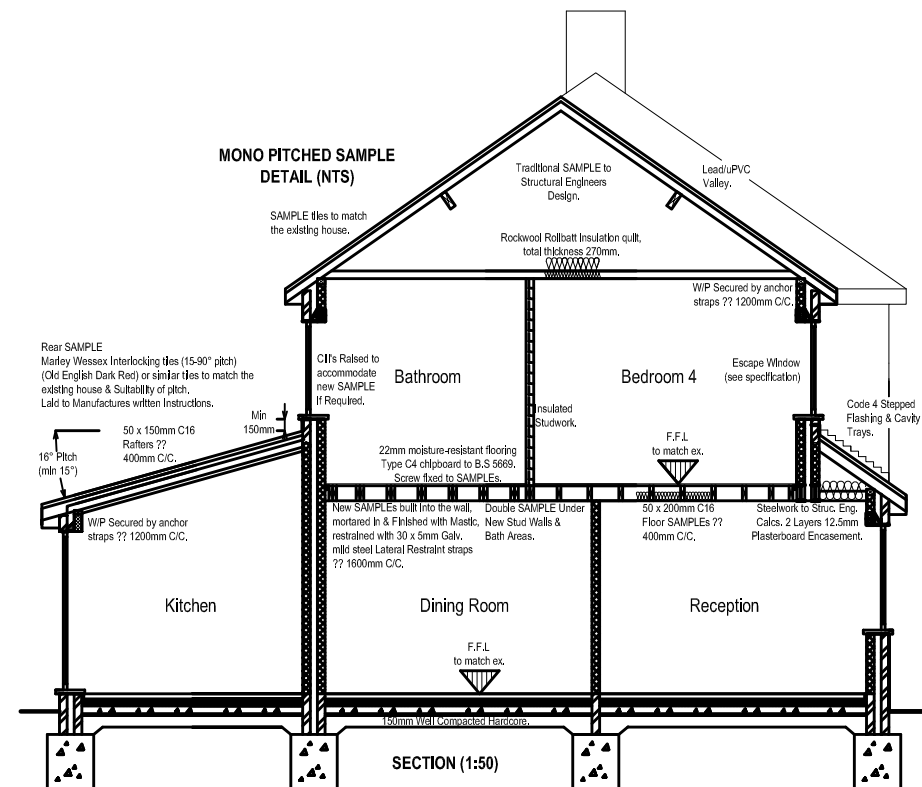 MONO PITCHED SAMPLE
DETAIL (NTS)
Traditional SAMPLE to
Structural Engineers
Design.
Lead/uPVC
Valley.
SAMPLE tiles to match
the existing house.
Rockwool Rollbatt Insulation quilt,
total thickness 270mm.
W/P Secured by anchor
straps ?? 1200mm C/C.
Rear SAMPLE
Marley Wessex Interlocking tiles (15-90° pitch)
(Old English Dark Red) or similar tiles to match the
existing house & Suitability of pitch.
Laid to Manufactures written Instructions.
Cill's Raised to
accommodate
new SAMPLE
If Required.
Bathroom
Bedroom 4
Escape Window
(see specification)
Insulated
Studwork.
Code 4 Stepped
Flashing & Cavity
Trays.
Min
150mm
50 x 150mm C16
Rafters ??
400mm C/C.
16° Pitch
(min 15°)
22mm moisture-resistant flooring
Type C4 chipboard to B.S 5669.
Screw fixed to SAMPLEs.
F.F.L
to match ex.
W/P Secured by anchor
straps ?? 1200mm C/C.
New SAMPLEs built into the wall,
mortared in & Finished with Mastic,
restrained with 30 x 5mm Galv.
mild steel Lateral Restraint straps
?? 1600mm C/C.
Double SAMPLE Under
New Stud Walls &
Bath Areas.
50 x 200mm C16
Floor SAMPLEs ??
400mm C/C.
Steelwork to Struc. Eng.
Calcs. 2 Layers 12.5mm
Plasterboard Encasement.
Kitchen
Dining Room
Reception
F.F.L
to match ex.
150mm Well Compacted Hardcore.
SECTION (1:50)